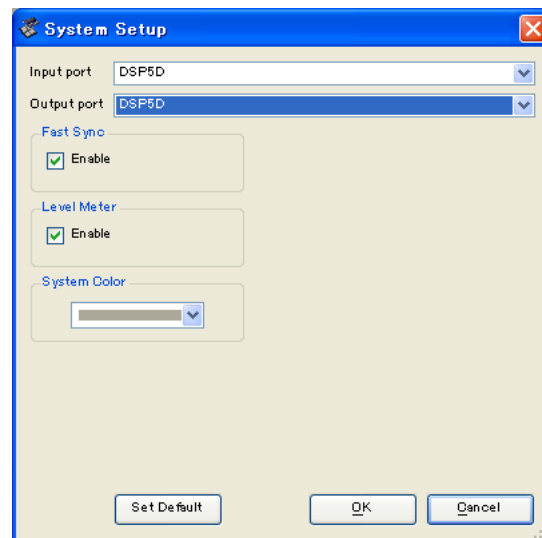 System Setup
Input port DSP5D
Output port DSP5D
Fast Sync
Enable
Level Meter
Enable
System Color
Set Default OK Cancel